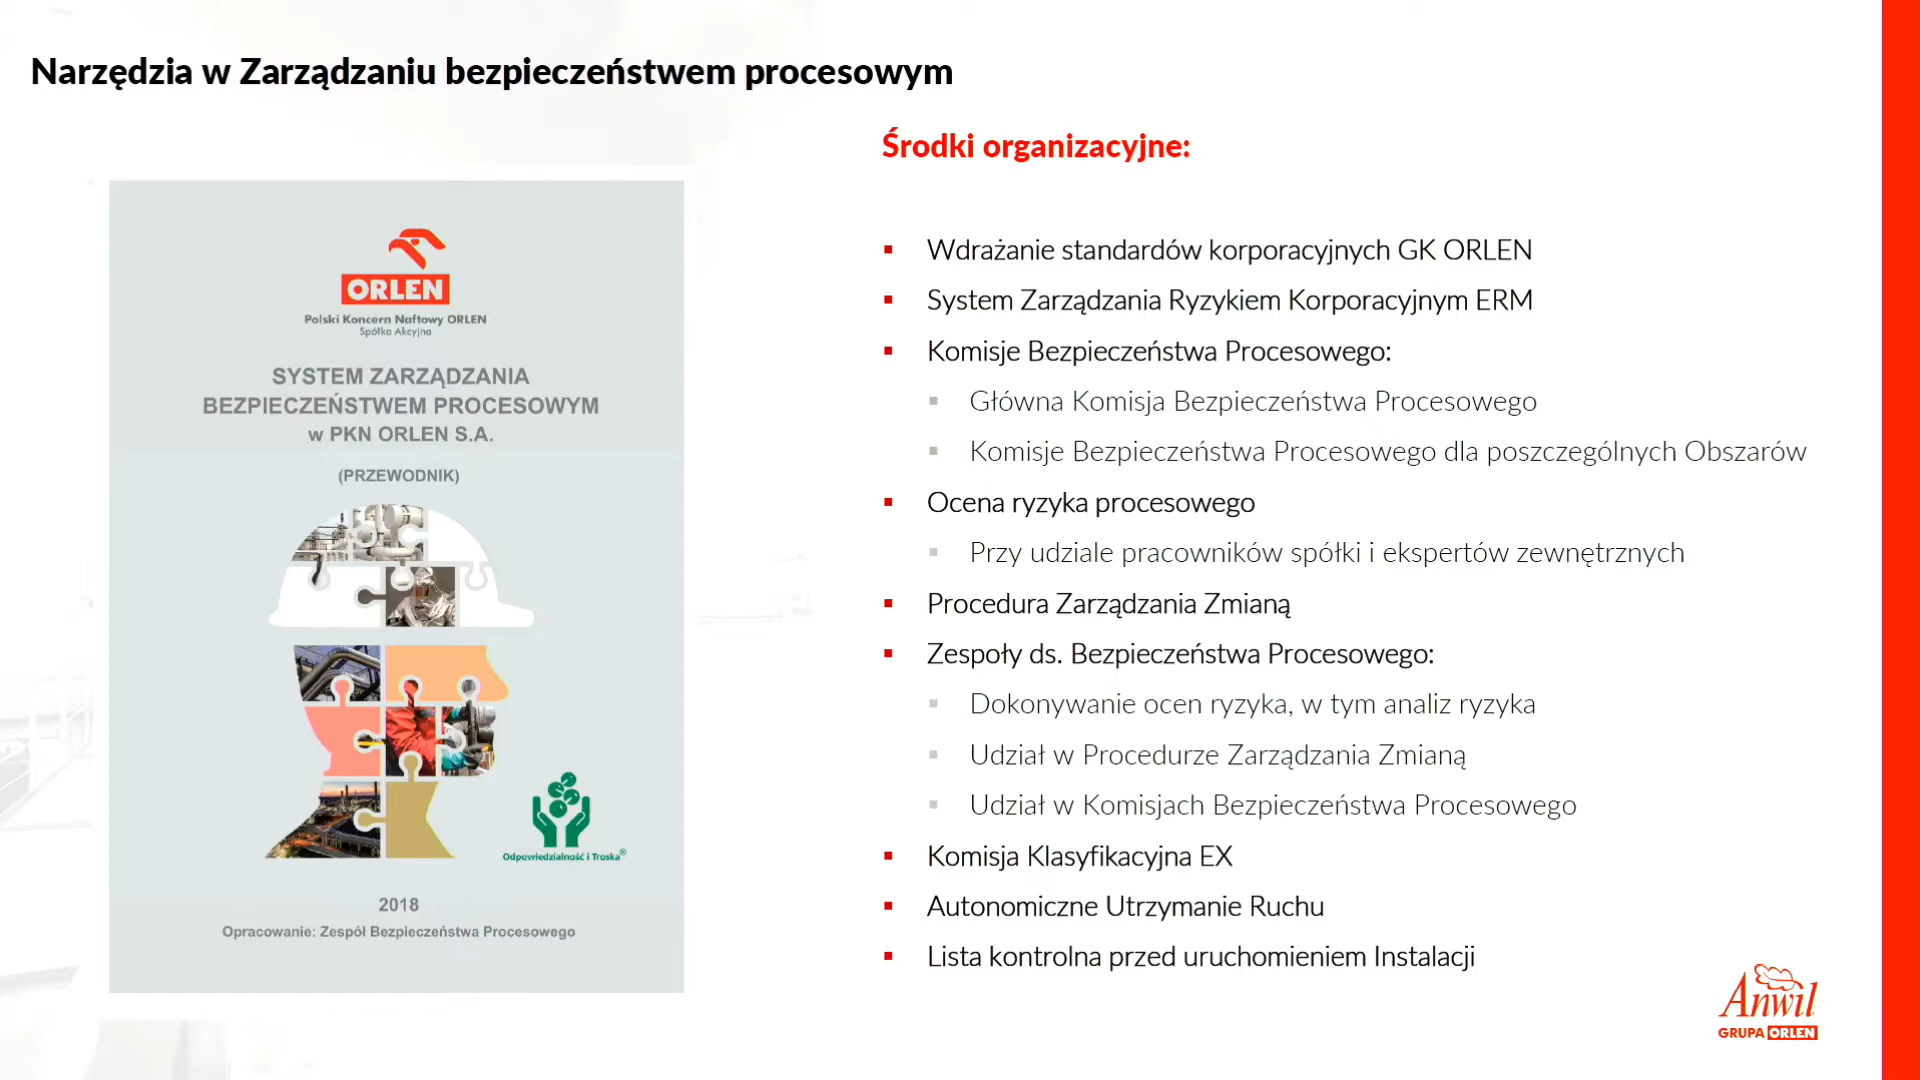 Narzędzia w Zarządzaniu bezpieczeństwem procesowym
ORLEN
Polski Koncern Naftowy ORLEN
Spółka Akcyjna
SYSTEM ZARZĄDZANIA
BEZPIECZEŃSTWEM PROCESOWYM
w PKN ORLEN S.A.
(PRZEWODNIK)
Odpowiedzialność i Troska®
2018
Opracowanie: Zespół Bezpieczeństwa Procesowego
Środki organizacyjne:
▪ Wdrażanie standardów korporacyjnych GK ORLEN
▪ System Zarządzania Ryzykiem Korporacyjnym ERM
▪ Komisje Bezpieczeństwa Procesowego:
▪ Główna Komisja Bezpieczeństwa Procesowego
▪ Komisje Bezpieczeństwa Procesowego dla poszczególnych Obszarów
▪ Ocena ryzyka procesowego
▪ Przy udziale pracowników spółki i ekspertów zewnętrznych
▪ Procedura Zarządzania Zmianą
▪ Zespoły ds. Bezpieczeństwa Procesowego:
▪ Dokonywanie ocen ryzyka, w tym analiz ryzyka
▪ Udział w Procedurze Zarządzania Zmianą
▪ Udział w Komisjach Bezpieczeństwa Procesowego
▪ Komisja Klasyfikacyjna EX
▪ Autonomiczne Utrzymanie Ruchu
▪ Lista kontrolna przed uruchomieniem Instalacji
Anwil
GRUPA ORLEN